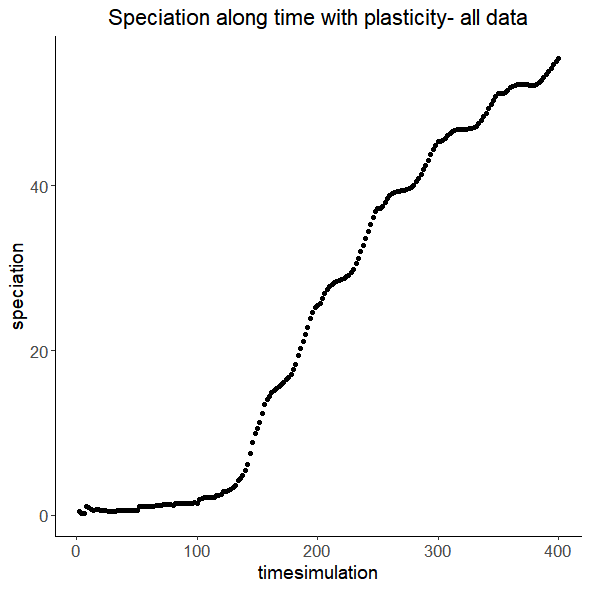 Speciation along time with plasticity- all data
speciation
40
20
0
0 100 200 300 400
timesimulation